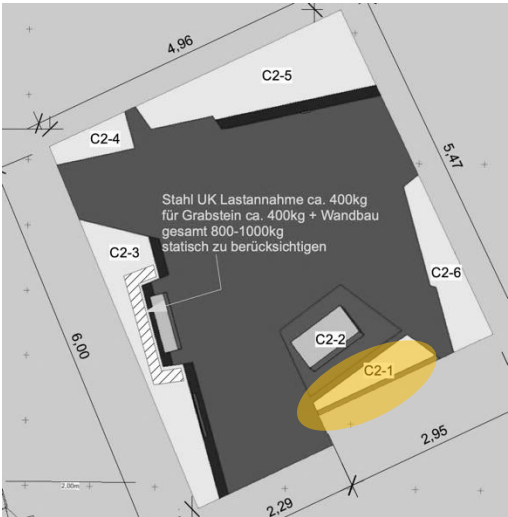 4,96
C2-5
C2-4
5,47
Stahl UK Lastannahme ca. 400kg
für Grabstein ca. 400kg + Wandbau
gesamt 800-1000kg
statisch zu berücksichtigen
C2-3
C2-6
6,00
C2-2
C2-1
2,95
2.00m
2,29